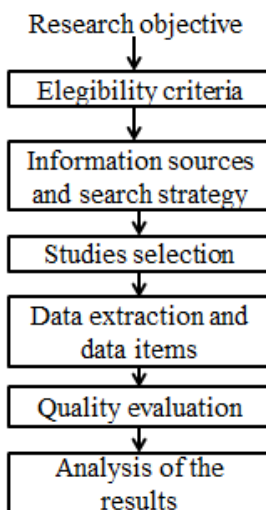 Research objective
Elegibility criteria
Information sources
and search strategy
Studies selection
Data extraction and
data items
Quality evaluation
Analysis of the
results